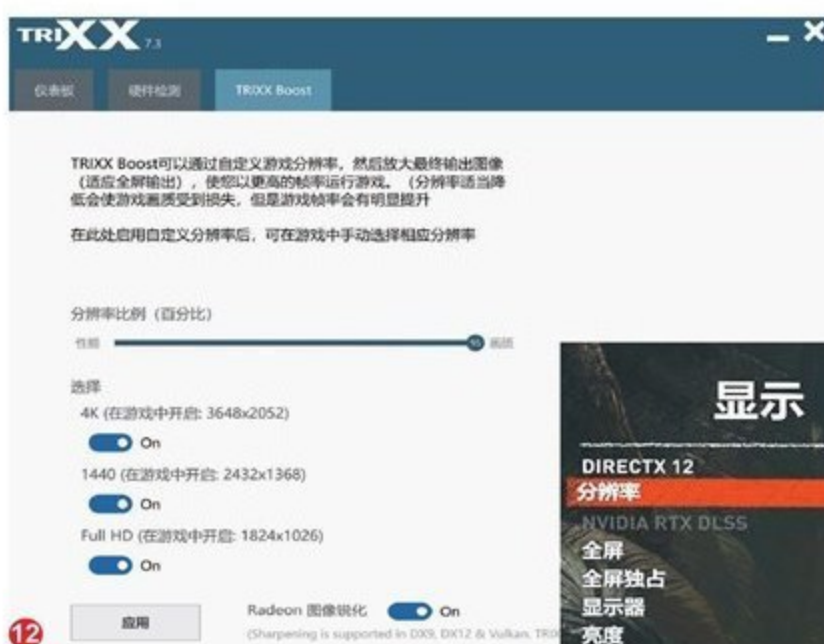 TRIXX 7.3
仪表板
硬件检测
TRIXX Boost
TRIXX Boost可以通过自定义游戏分辨率，然后放大最终输出图像
（适应全屏输出），使您以更高的帧率运行游戏。（分辨率适当降
低会使游戏画质受到损失，但是游戏帧率会有明显提升
在此处启用自定义分辨率后，可在游戏中手动选择相应分辨率
分辨率比例（百分比）
性能
95
画质
选择
4K (在游戏中开启: 3648x2052)
On
1440 (在游戏中开启: 2432x1368)
On
Full HD (在游戏中开启: 1824x1026)
On
应用
Radeon 图像锐化
On
(Sharpening is supported in DX9, DX12 & Vulkan.
12
显示
DIRECTX 12
分辨率
NVIDIA RTX DLSS
全屏
全屏独占
显示器
亮度